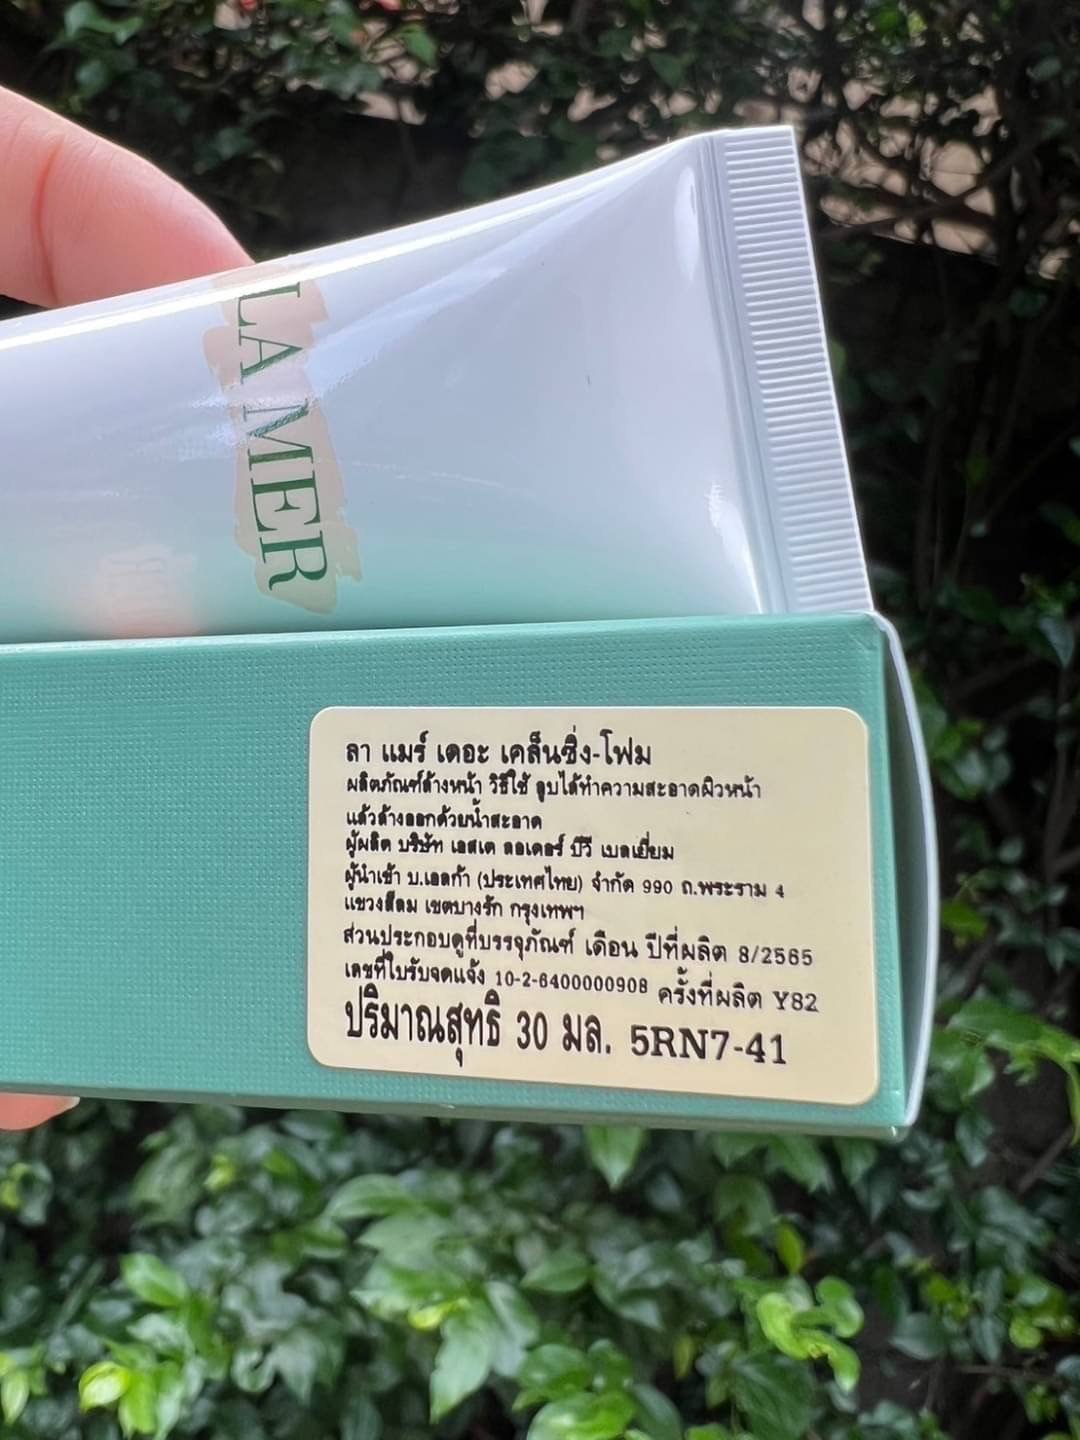 LA MER
ลา แมร์ เดอะ เคล็นซิ่ง-โฟม
ผลิตภัณฑ์ล้างหน้า วิธีใช้ ลูบไล้ทำความสะอาดผิวหน้า
แล้วล้างออกด้วยน้ำสะอาด
ผู้ผลิต บริษัท เอสเต ลอเดอร์ บีวี เบลเยี่ยม
ผู้นำเข้า บ.เอลก้า (ประเทศไทย) จำกัด 990 ถ.พระราม 4
แขวงสีลม เขตบางรัก กรุงเทพฯ
ส่วนประกอบดูที่บรรจุภัณฑ์ เดือน ปีที่ผลิต 8/2565
เลขที่ใบรับจดแจ้ง 10-2-6400000908 ครั้งที่ผลิต Y82
ปริมาณสุทธิ 30 มล. 5RN7-41